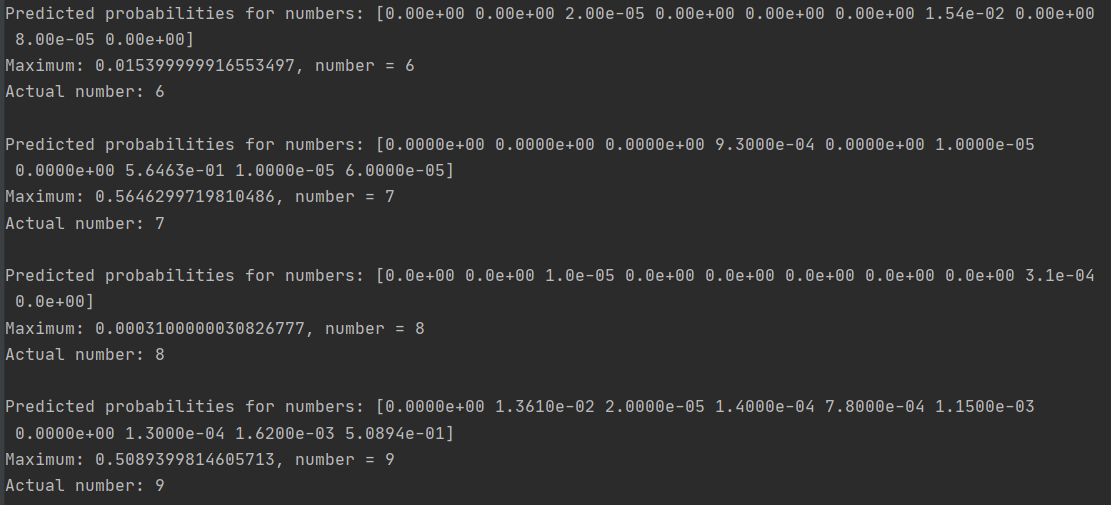 Predicted probabilities for numbers: [0.00e+00 0.00e+00 2.00e-05 0.00e+00 0.00e+00 0.00e+00 1.54e-02 0.00e+00
8.00e-05 0.00e+00]
Maximum: 0.015399999916553497, number = 6
Actual number: 6
Predicted probabilities for numbers: [0.0000e+00 0.0000e+00 0.0000e+00 9.3000e-04 0.0000e+00 1.0000e-05
0.0000e+00 5.6463e-01 1.0000e-05 6.0000e-05]
Maximum: 0.5646299719810486, number = 7
Actual number: 7
Predicted probabilities for numbers: [0.0e+00 0.0e+00 1.0e-05 0.0e+00 0.0e+00 0.0e+00 0.0e+00 0.0e+00 3.1e-04
0.0e+00]
Maximum: 0.0003100000030826777, number = 8
Actual number: 8
Predicted probabilities for numbers: [0.0000e+00 1.3610e-02 2.0000e-05 1.4000e-04 7.8000e-04 1.1500e-03
0.0000e+00 1.3000e-04 1.6200e-03 5.0894e-01]
Maximum: 0.5089399814605713, number = 9
Actual number: 9